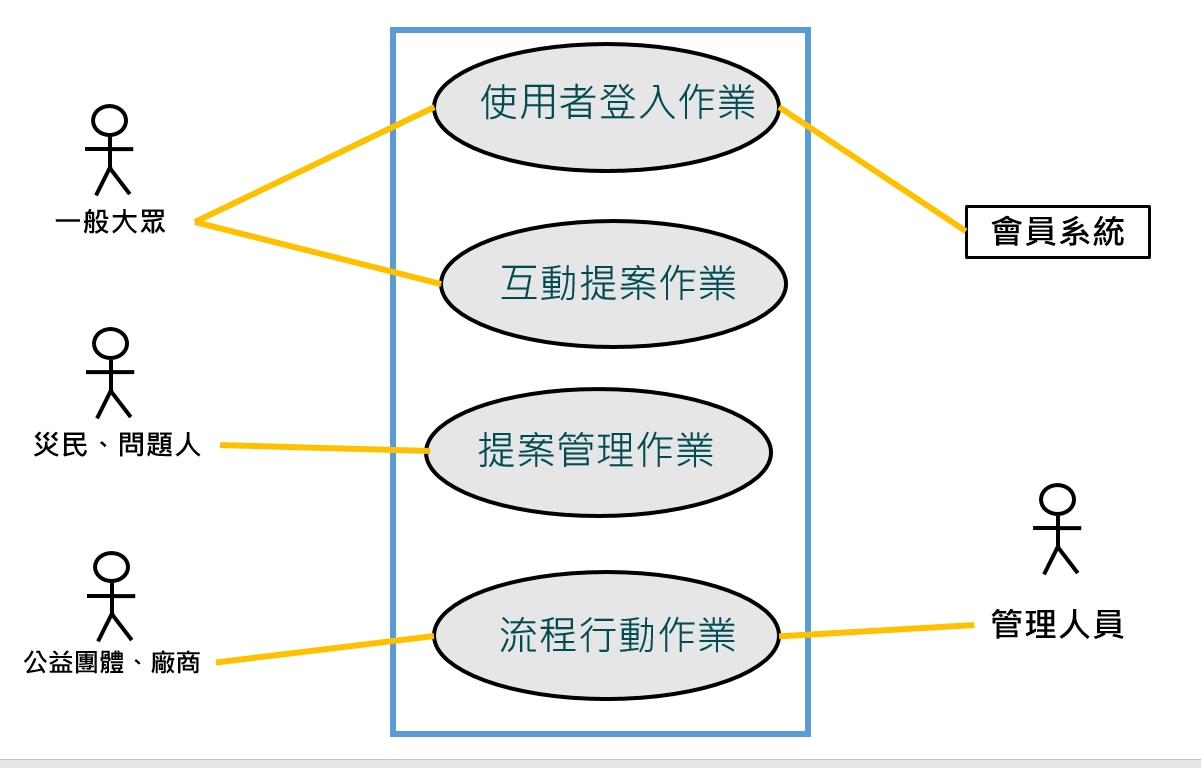 使用者登入作業
一般大眾
會員系統
互動提案作業
災民、問題人
提案管理作業
管理人員
流程行動作業
公益團體、廠商